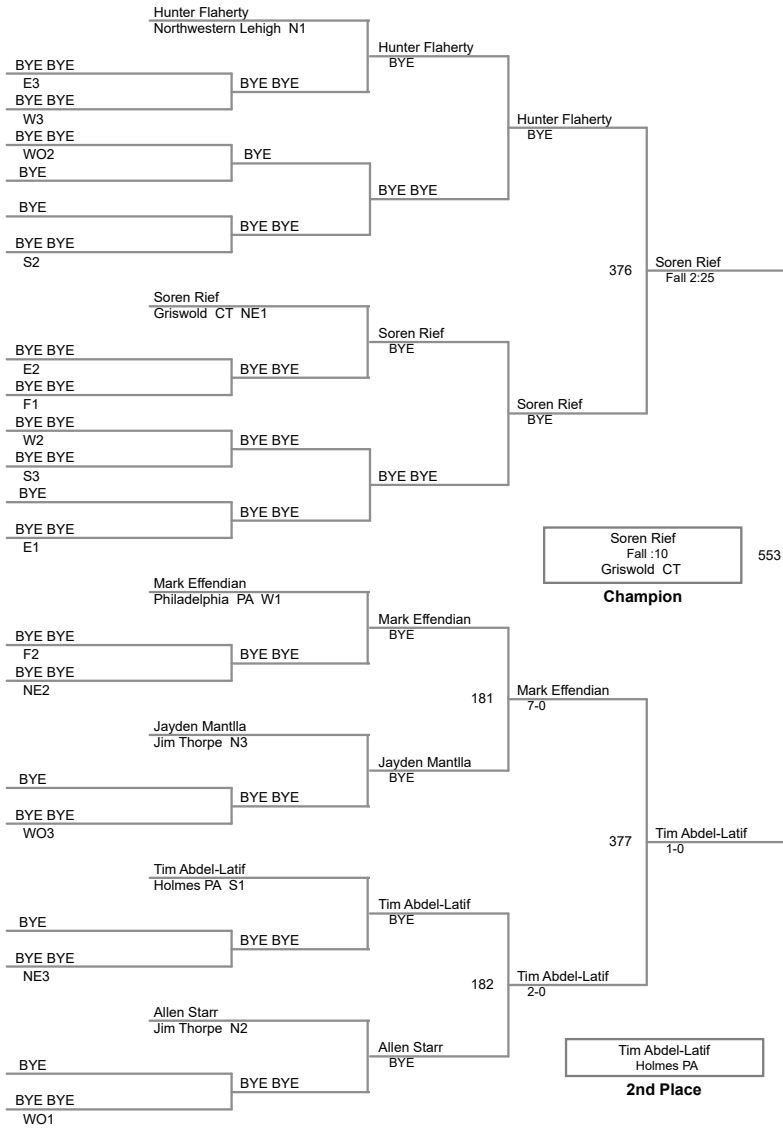 Hunter Flaherty
Northwestern Lehigh N1
Hunter Flaherty
BYE
BYE BYE
E3
BYE BYE
BYE BYE
W3
Hunter Flaherty
BYE
BYE BYE
WO2
BYE
BYE
BYE BYE
BYE
BYE BYE
BYE BYE
S2
376
Soren Rief
Fall 2:25
Soren Rief
Griswold CT NE1
Soren Rief
BYE
BYE BYE
E2
BYE BYE
BYE BYE
F1
Soren Rief
BYE
BYE BYE
W2
BYE BYE
BYE BYE
S3
BYE BYE
BYE
BYE BYE
BYE BYE
E1
Soren Rief
Fall :10
Griswold CT
553
Champion
Mark Effendian
Philadelphia PA W1
Mark Effendian
BYE
BYE BYE
F2
BYE BYE
BYE BYE
NE2
181
Mark Effendian
7-0
Jayden Mantlla
Jim Thorpe N3
Jayden Mantlla
BYE
BYE
BYE BYE
BYE BYE
WO3
377
Tim Abdel-Latif
1-0
Tim Abdel-Latif
Holmes PA S1
Tim Abdel-Latif
BYE
BYE
BYE BYE
BYE BYE
NE3
182
Tim Abdel-Latif
2-0
Allen Starr
Jim Thorpe N2
Allen Starr
BYE
BYE
BYE BYE
BYE BYE
WO1
Tim Abdel-Latif
Holmes PA
2nd Place